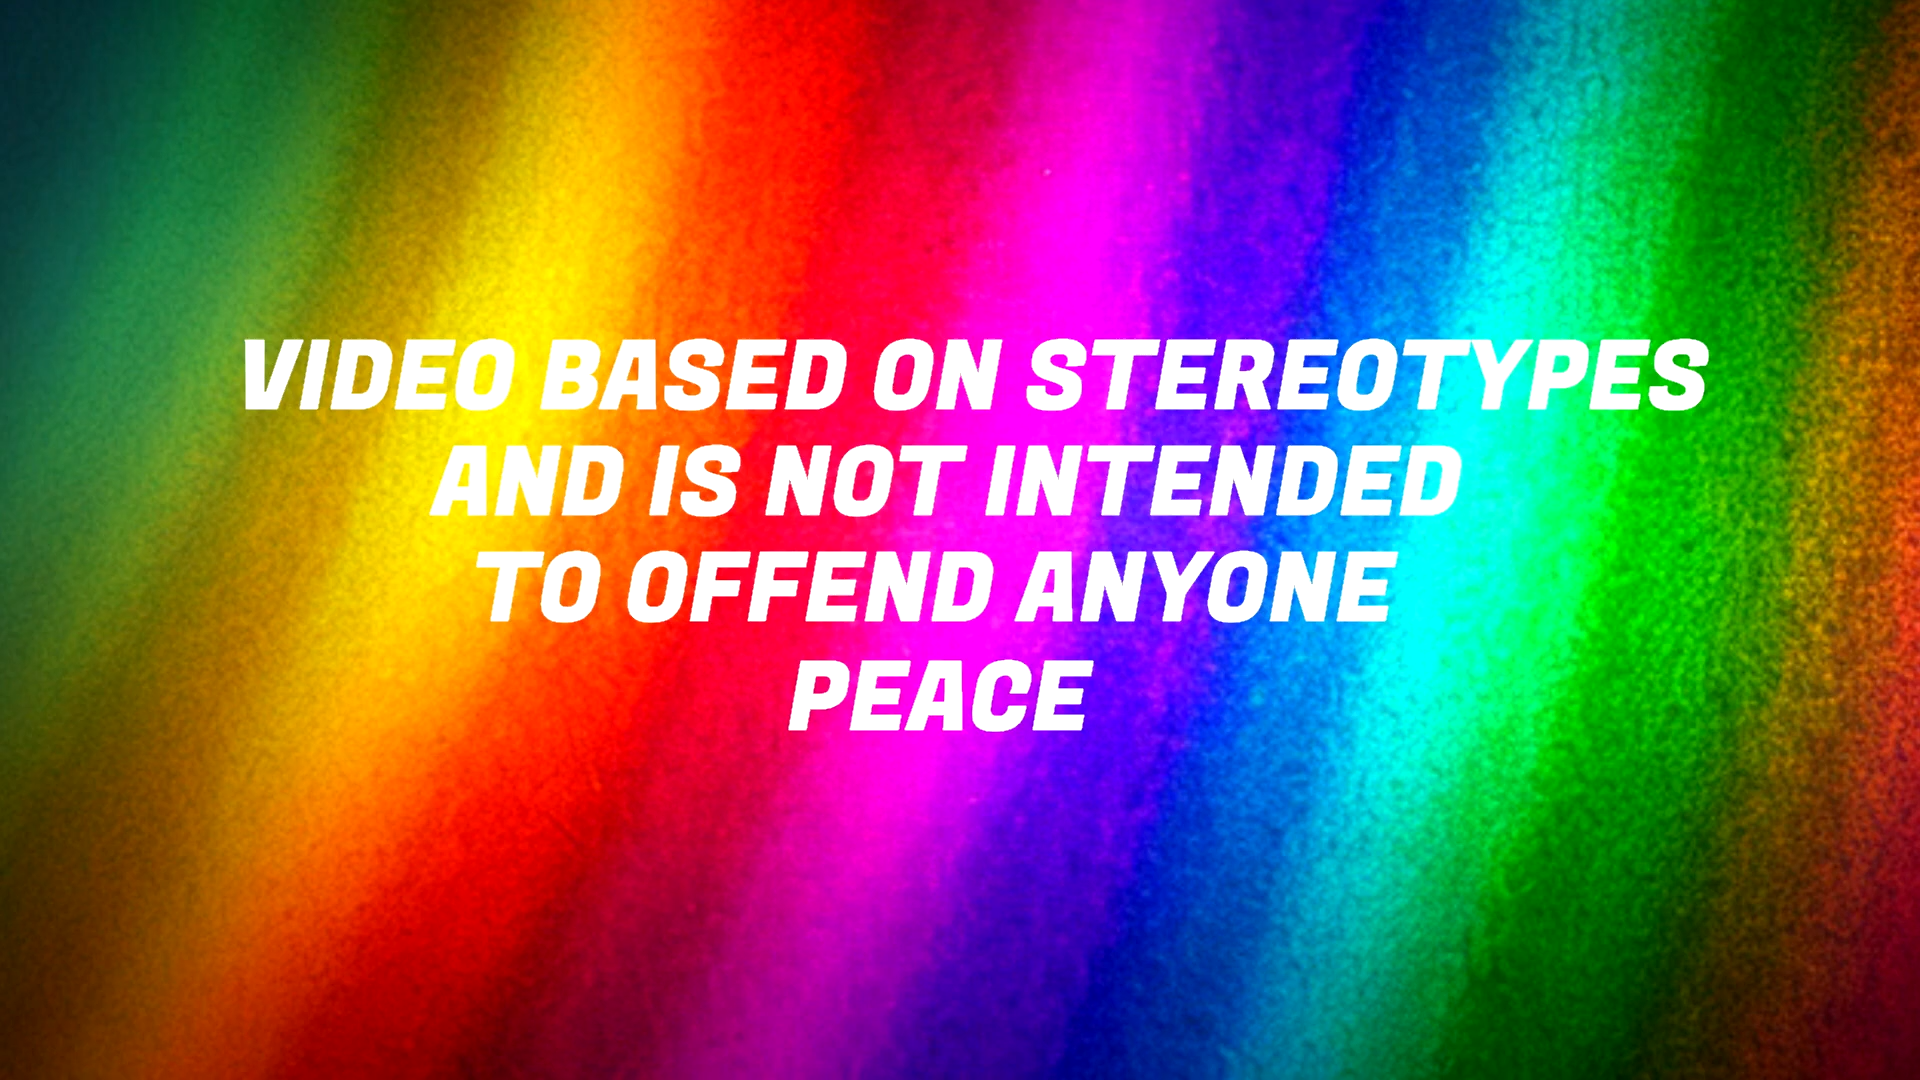 VIDEO BASED ON STEREOTYPES
AND IS NOT INTENDED
TO OFFEND ANYONE
PEACE